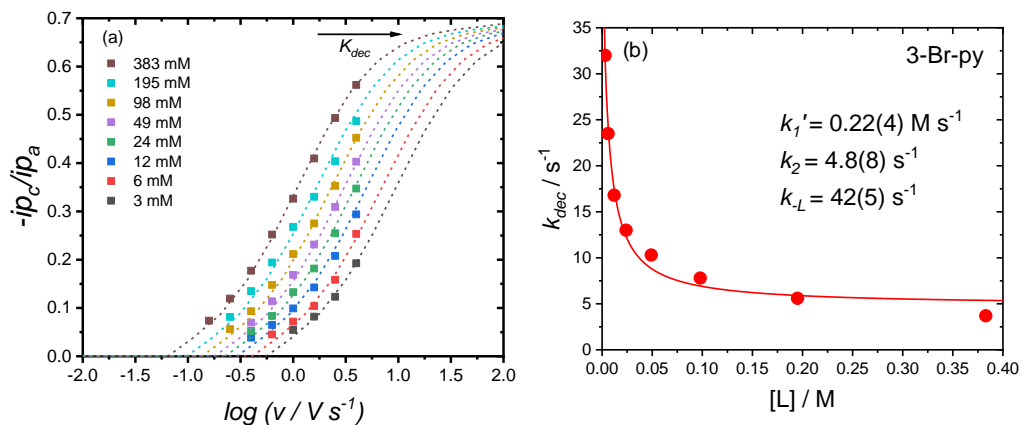 (a)
K_dec
383 mM
195 mM
98 mM
49 mM
24 mM
12 mM
6 mM
3 mM
0.7
0.6
0.5
0.4
0.3
0.2
0.1
0.0
-ip_c/ip_a
-2.0 -1.5 -1.0 -0.5 0.0 0.5 1.0 1.5 2.0
log (v / V s⁻¹)
(b)
3-Br-py
k₁' = 0.22(4) M s⁻¹
k₂ = 4.8(8) s⁻¹
k_-L = 42(5) s⁻¹
35
30
25
20
15
10
5
0
k_dec / s⁻¹
0.00 0.05 0.10 0.15 0.20 0.25 0.30 0.35 0.40
[L] / M